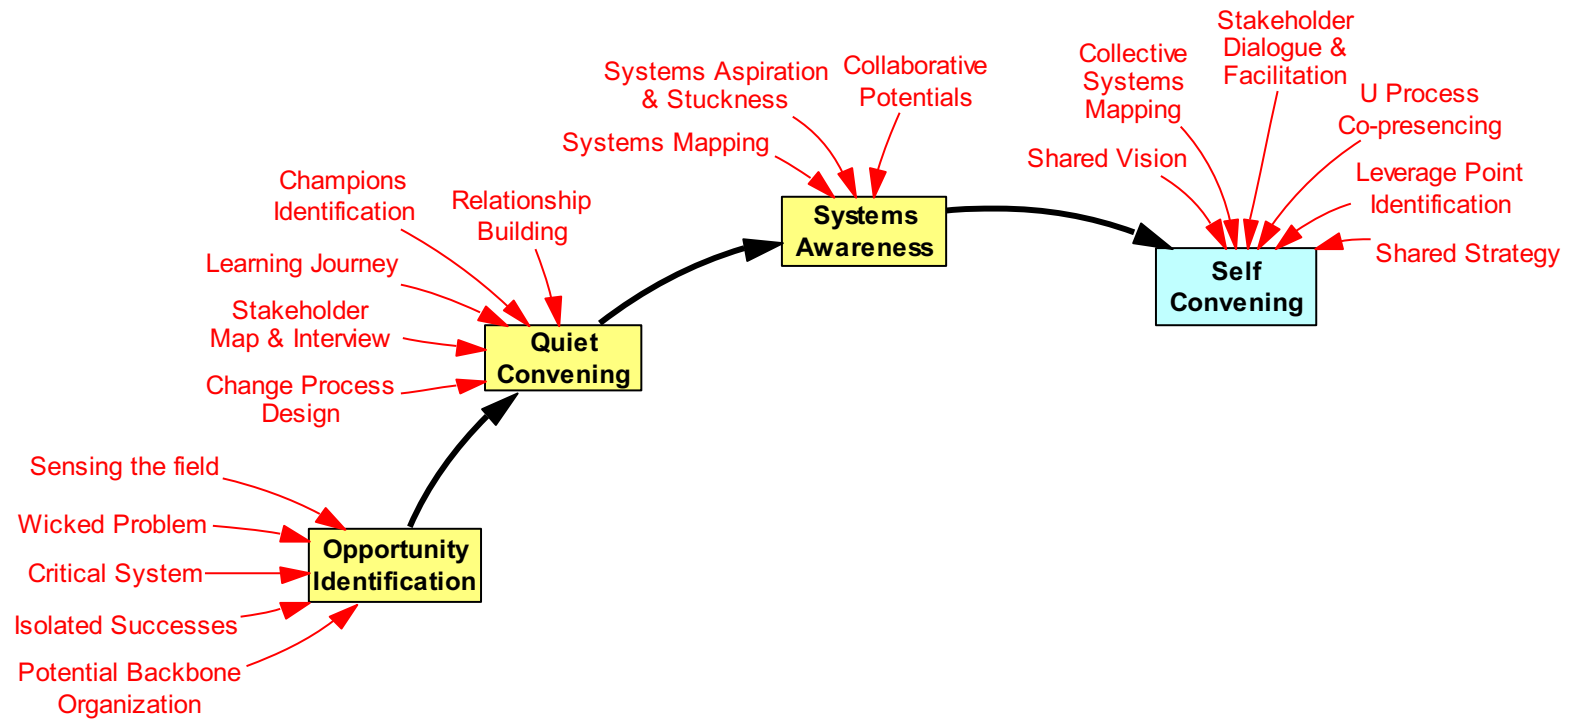 Stakeholder
Dialogue &
Facilitation
Collective
Systems
Mapping
U Process
Co-presencing
Shared Vision
Leverage Point
Identification
Shared Strategy
Self
Convening
Systems Aspiration
& Stuckness
Collaborative
Potentials
Systems Mapping
Systems
Awareness
Champions
Identification
Relationship
Building
Learning Journey
Stakeholder
Map & Interview
Change Process
Design
Quiet
Convening
Sensing the field
Wicked Problem
Critical System
Isolated Successes
Potential Backbone
Organization
Opportunity
Identification